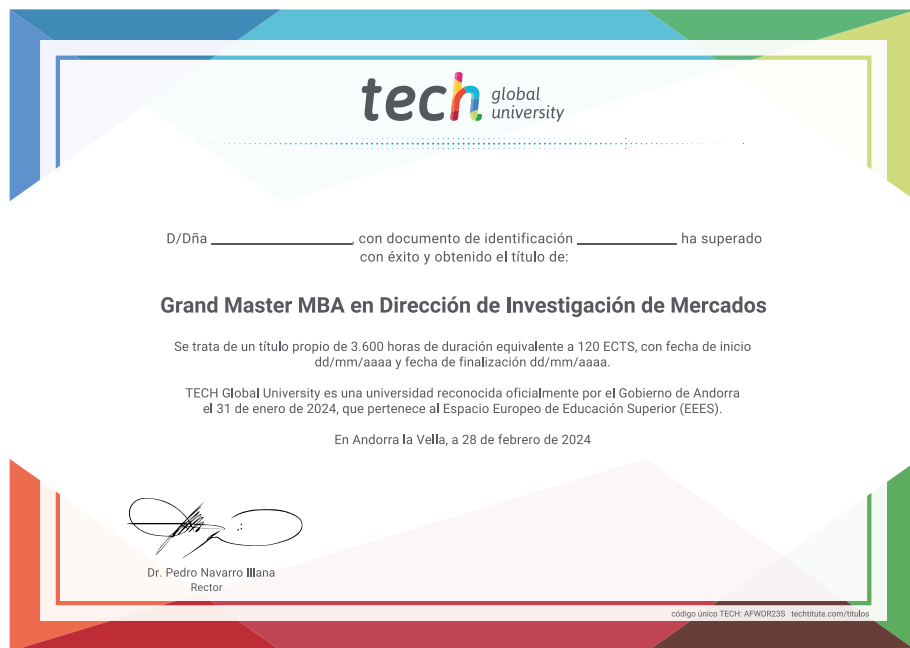 tech global university
D/Dña ______________, con documento de identificación __________ ha superado
con éxito y obtenido el título de:
Grand Master MBA en Dirección de Investigación de Mercados
Se trata de un título propio de 3.600 horas de duración equivalente a 120 ECTS, con fecha de inicio
dd/mm/aaaa y fecha de finalización dd/mm/aaaa.
TECH Global University es una universidad reconocida oficialmente por el Gobierno de Andorra
el 31 de enero de 2024, que pertenece al Espacio Europeo de Educación Superior (EEES).
En Andorra la Vella, a 28 de febrero de 2024
Dr. Pedro Navarro Illana
Rector
código único TECH: AFWOR23S techtitute.com/titulos